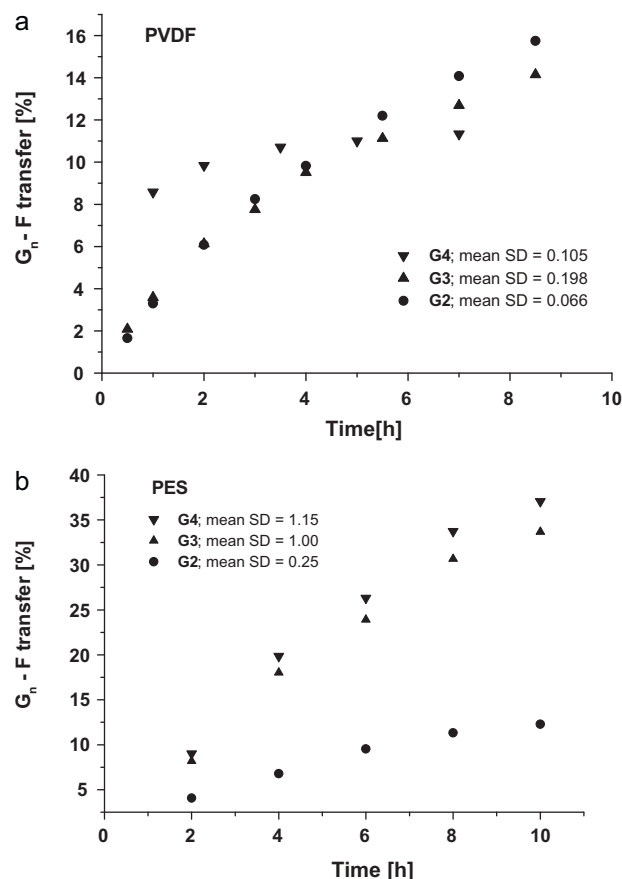 a
PVDF
16
14
12
10
8
6
4
2
0
Gn - F transfer [%]
▼ G4; mean SD = 0.105
▲ G3; mean SD = 0.198
● G2; mean SD = 0.066
0 2 4 6 8 10
Time[h]
b
PES
▼ G4; mean SD = 1.15
▲ G3; mean SD = 1.00
● G2; mean SD = 0.25
40
35
30
25
20
15
10
5
Gn - F transfer [%]
0 2 4 6 8 10
Time [h]